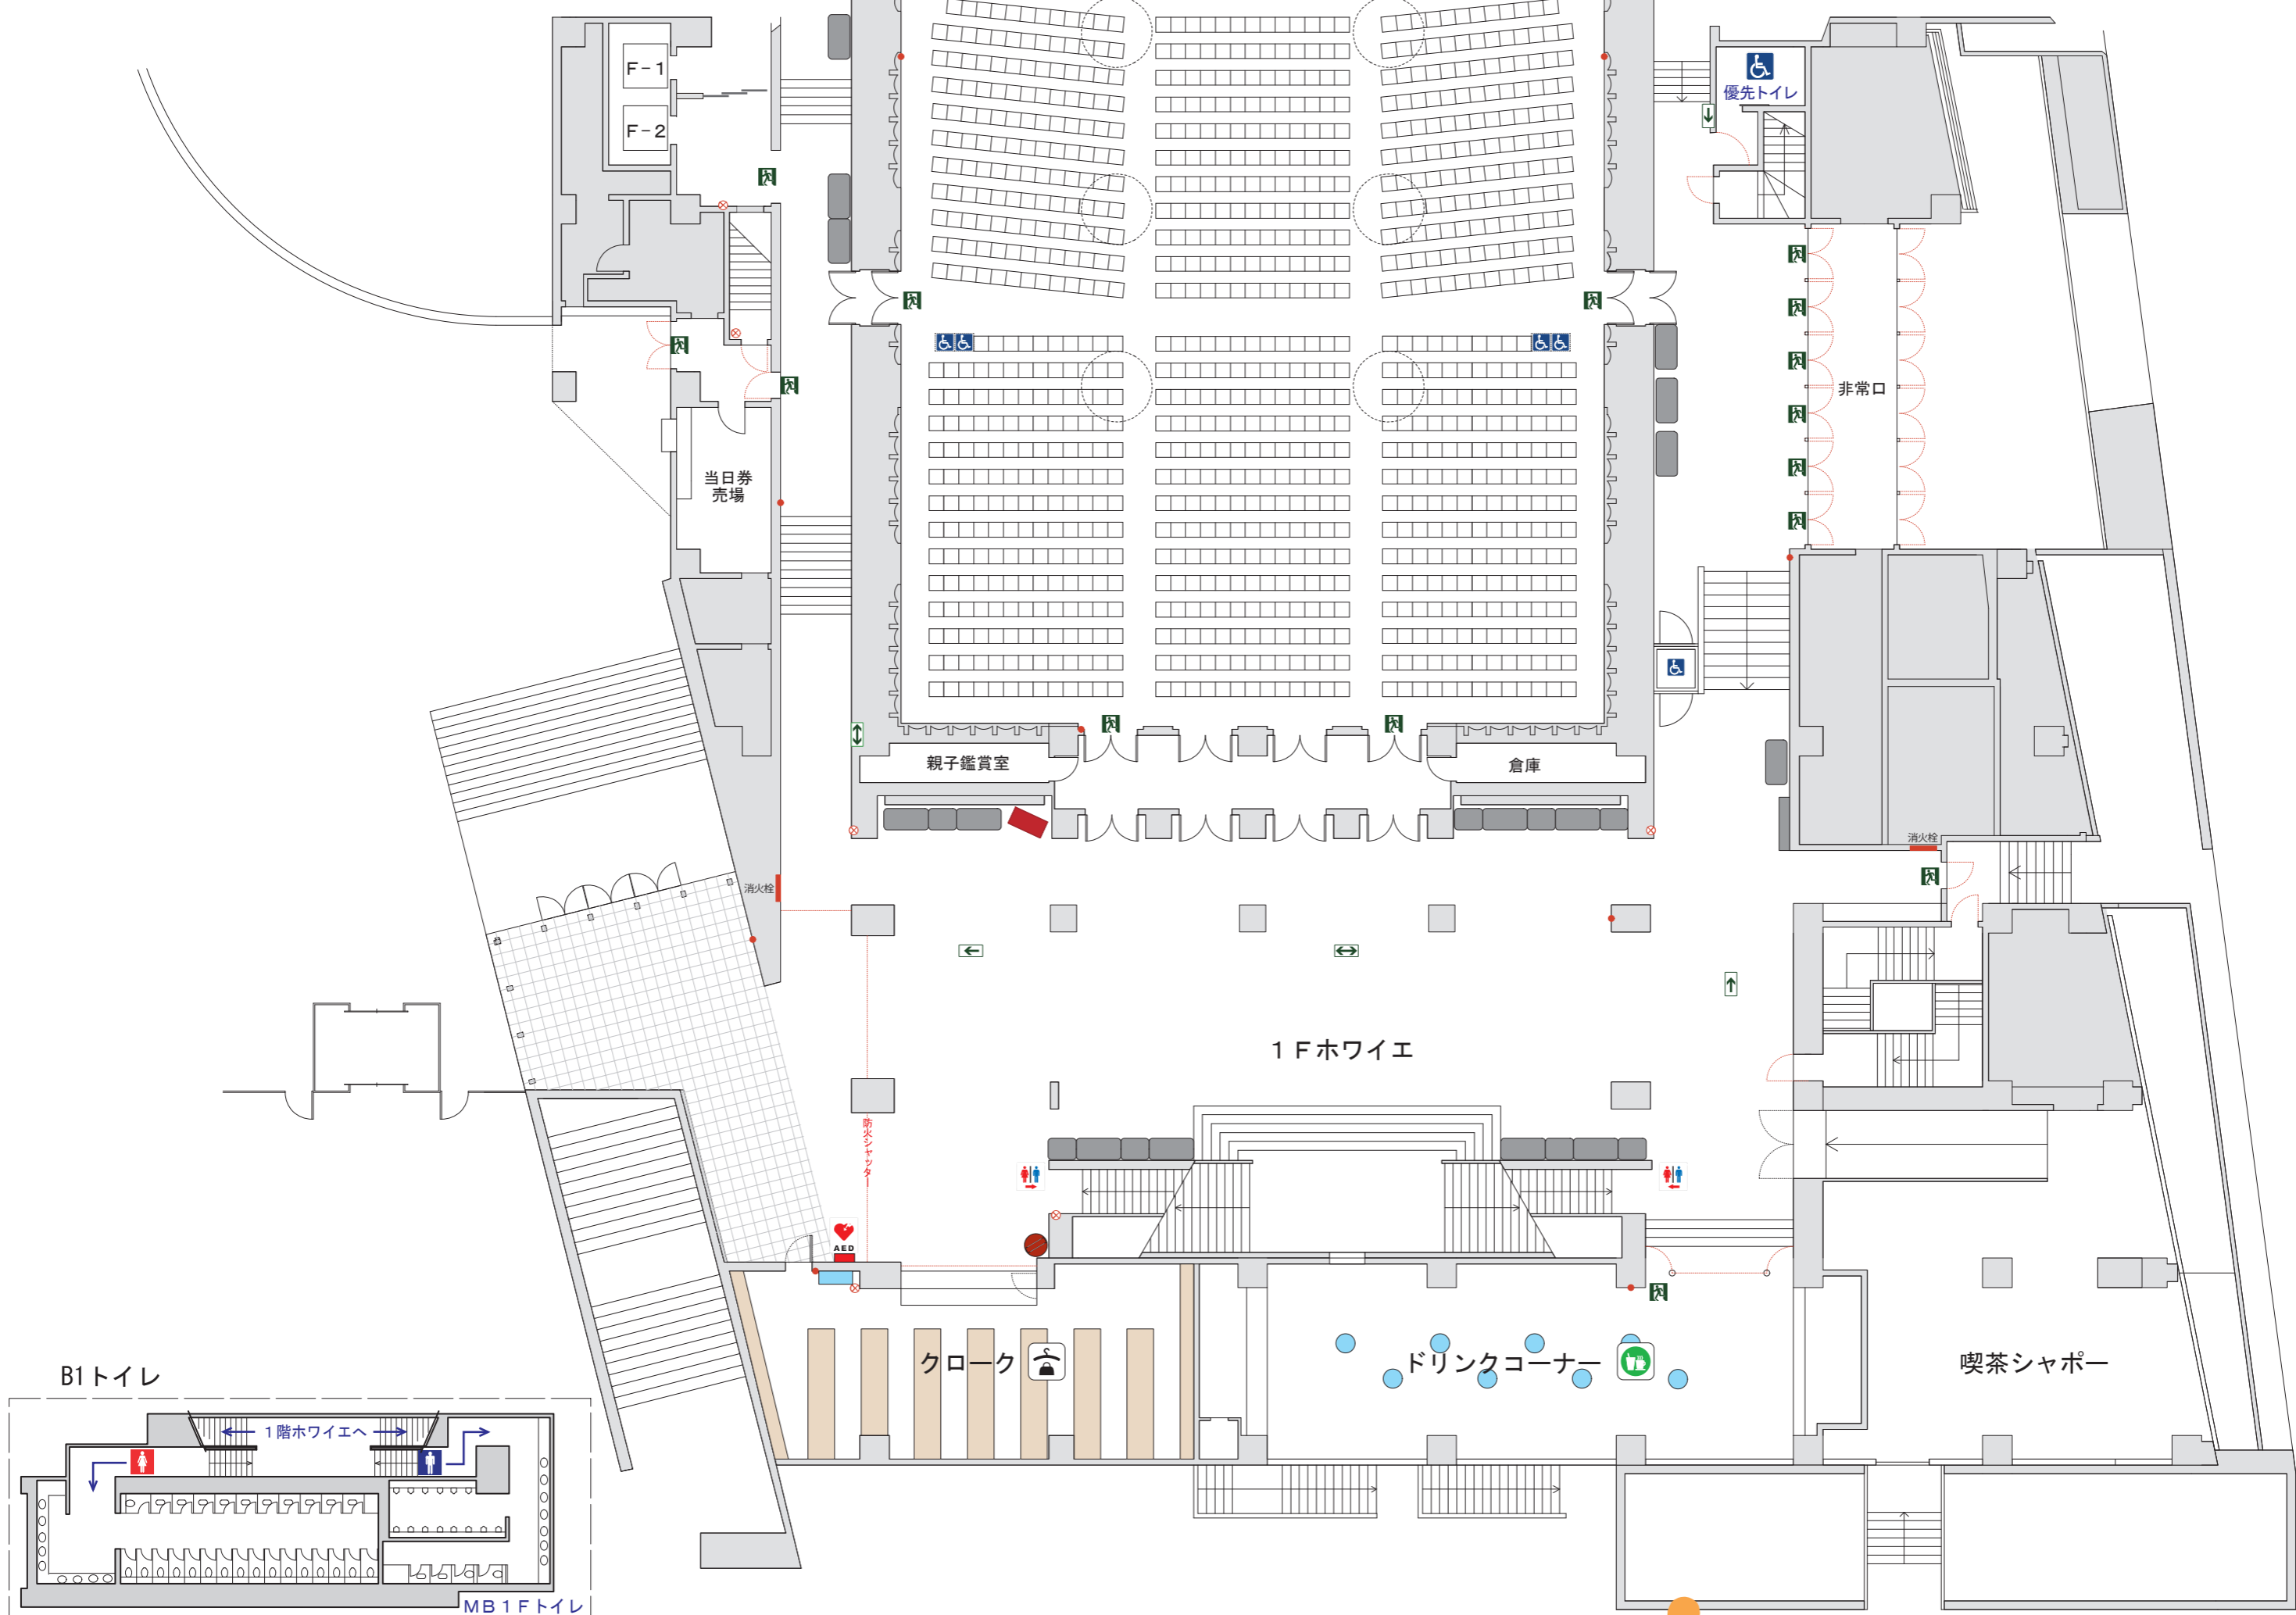 F-1
F-2
優先トイレ
非常口
当日券
売場
親子鑑賞室
倉庫
消火栓
消火栓
1Fホワイエ
防火シャッター
AED
クローク
ドリンクコーナー
喫茶シャポー
B1トイレ
1階ホワイエへ
MB1Fトイレ